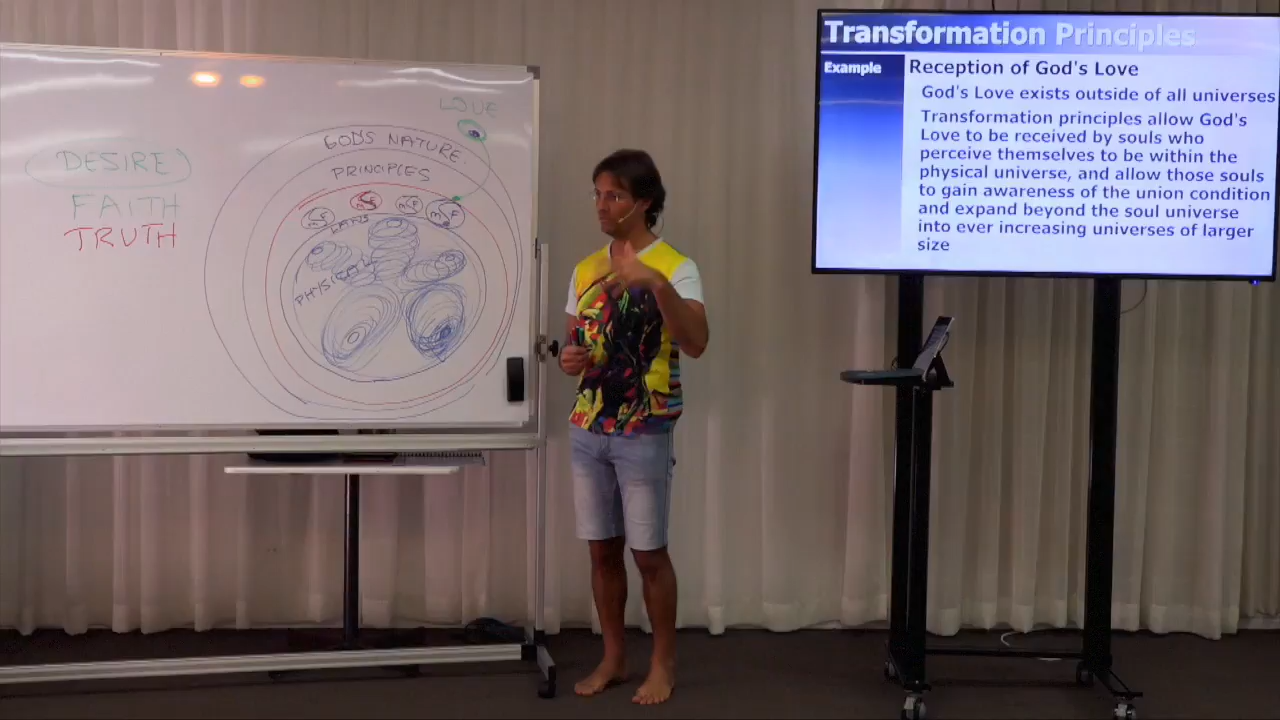 DESIRE
FAITH
TRUTH
LOVE
GOD'S NATURE
PRINCIPLES
M F
M F
M F
M F
LAWS
PHYSICAL
Transformation Principles
Example
Reception of God's Love
God's Love exists outside of all universes
Transformation principles allow God's
Love to be received by souls who
perceive themselves to be within the
physical universe, and allow those souls
to gain awareness of the union condition
and expand beyond the soul universe
into ever increasing universes of larger
size